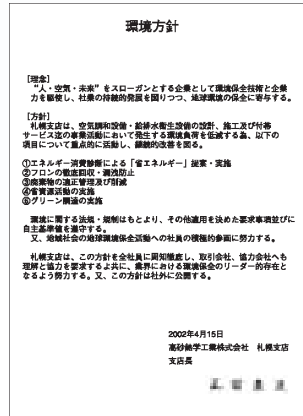 環境方針
［理念］
“人・空気・未来”をスローガンとする企業として環境保全技術と企業
力を駆使し、社業の持続的発展を図りつつ、地球環境の保全に寄与する。
［方針］
札幌支店は、空気調和設備・給排水衛生設備の設計、施工及び付帯
サービス迄の事業活動において発生する環境負荷を低減する為、以下の
項目について重点的に活動し、継続的改善を図る。
①エネルギー消費診断による「省エネルギー」提案・実施
②フロンの徹底回収・漏洩防止
③廃棄物の適正管理及び削減
④省資源活動の実施
⑤グリーン調達の実施
環境に関する法規・規制はもとより、その他適用を決めた要求事項並びに
自主基準値を遵守する。
又、地域社会の地球環境保全活動への社員の積極的参画に努力する。
札幌支店は、この方針を全社員に周知徹底し、取引会社、協力会社へも
理解と協力を要求すると共に、業界における環境保全のリーダー的存在と
なるよう努力する。又、この方針は社外に公開する。
2002年4月15日
高砂熱学工業株式会社　札幌支店
支店長